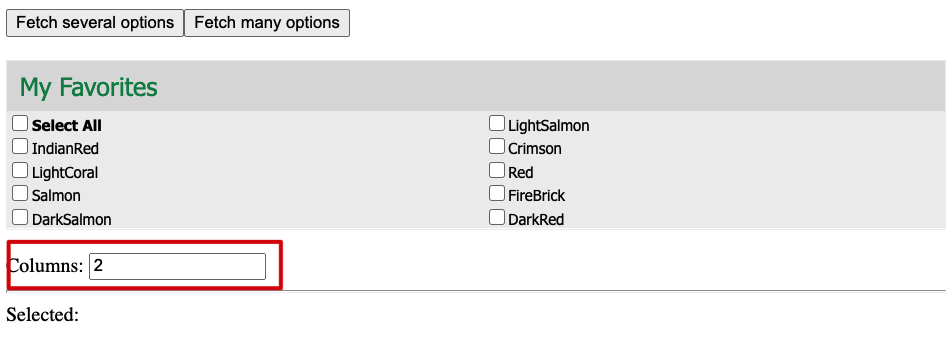 Fetch several options Fetch many options
My Favorites
Select All
IndianRed
LightCoral
Salmon
DarkSalmon
LightSalmon
Crimson
Red
FireBrick
DarkRed
Columns: 2
Selected: